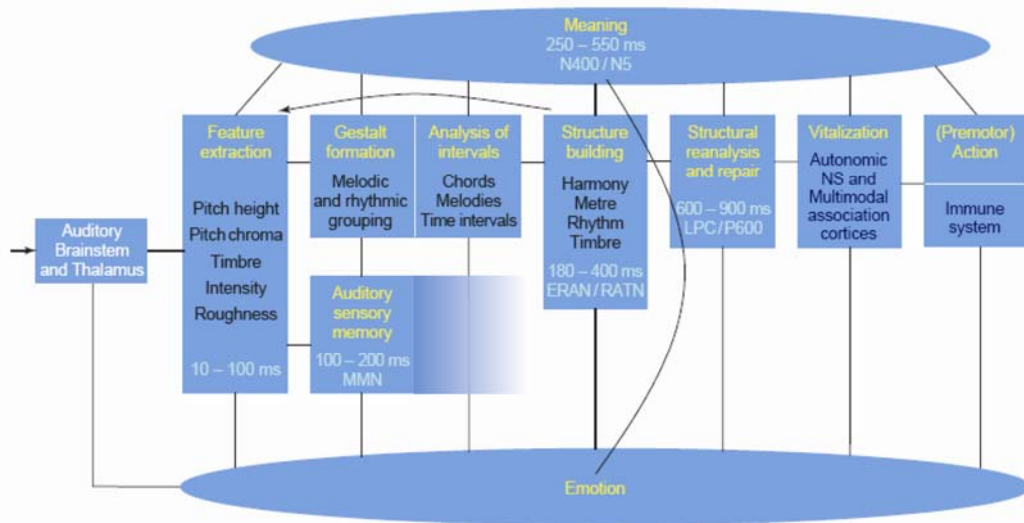 Meaning
250 – 550 ms
N400 / N5
Feature
extraction
Pitch height
Pitch chroma
Timbre
Intensity
Roughness
10 – 100 ms
Gestalt
formation
Melodic
and rhythmic
grouping
Analysis of
intervals
Chords
Melodies
Time intervals
Structure
building
Harmony
Metre
Rhythm
Timbre
180 – 400 ms
ERAN / RATN
Structural
reanalysis
and repair
600 – 900 ms
LPC / P600
Vitalization
Autonomic
NS and
Multimodal
association
cortices
(Premotor)
Action
Immune
system
Auditory
Brainstem
and Thalamus
Auditory
sensory
memory
100 – 200 ms
MMN
Emotion